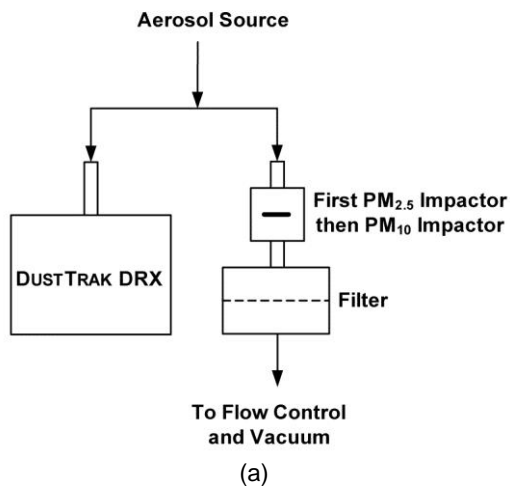 Aerosol Source
First PM2.5 Impactor
then PM10 Impactor
DUSTTRAK DRX
Filter
To Flow Control
and Vacuum
(a)